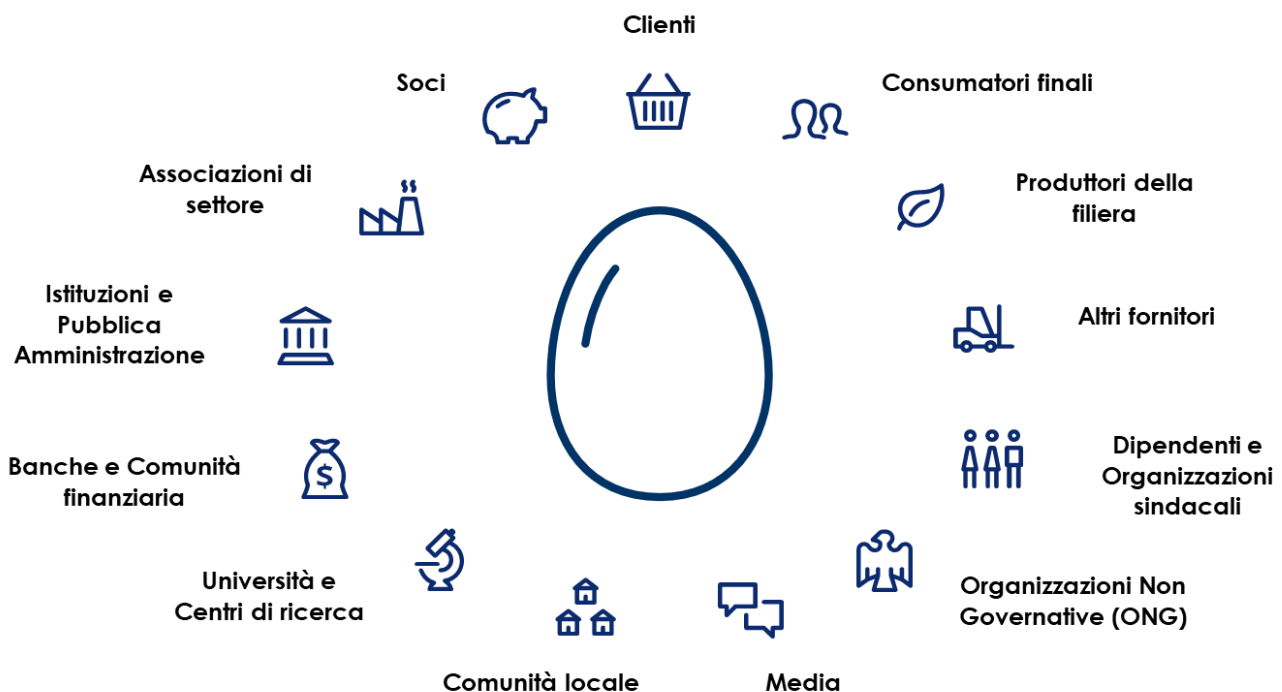 Clienti
Soci
Consumatori finali
Associazioni di
settore
Produttori della
filiera
Istituzioni e
Pubblica
Amministrazione
Altri fornitori
Banche e Comunità
finanziaria
$
Dipendenti e
Organizzazioni
sindacali
Università e
Centri di ricerca
Organizzazioni Non
Governative (ONG)
Comunità locale
Media